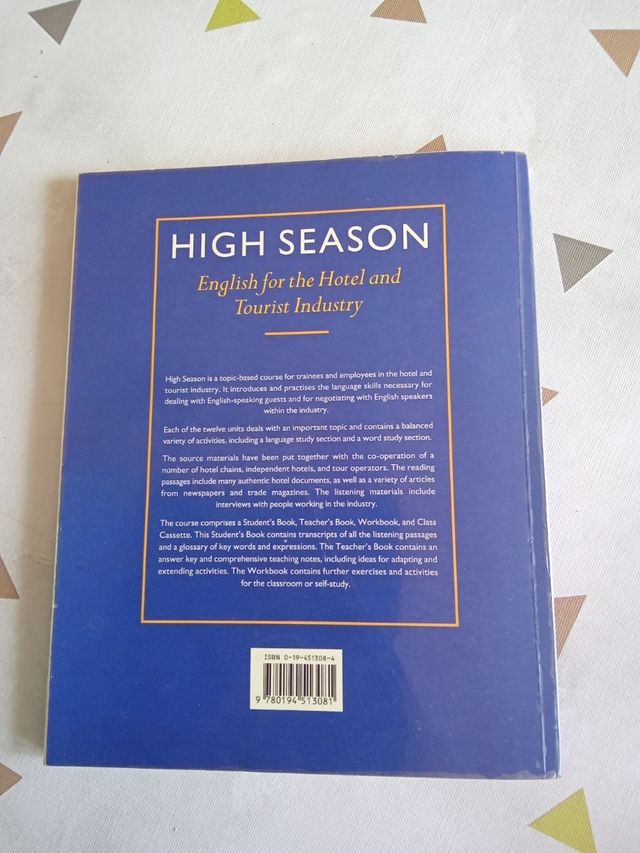 HIGH SEASON
English for the Hotel and
Tourist Industry
High Season is a topic-based course for trainees and employees in the hotel and
tourist industry. It introduces and practises the language skills necessary for
dealing with English-speaking guests and for negotiating with English speakers
within the industry.
Each of the twelve units deals with an important topic and contains a balanced
variety of activities, including a language study section and a word study section.
The source materials have been put together with the co-operation of a
number of hotel chains, independent hotels, and tour operators. The reading
passages include many authentic hotel documents, as well as a variety of articles
from newspapers and trade magazines. The listening materials include
interviews with people working in the industry.
The course comprises a Student's Book, Teacher's Book, Workbook, and Class
Cassette. This Student's Book contains transcripts of all the listening passages
and a glossary of key words and expressions. The Teacher's Book contains an
answer key and comprehensive teaching notes, including ideas for adapting and
extending activities. The Workbook contains further exercises and activities
for the classroom or self-study.
ISBN 0-19-451308-4
9 780194 513081